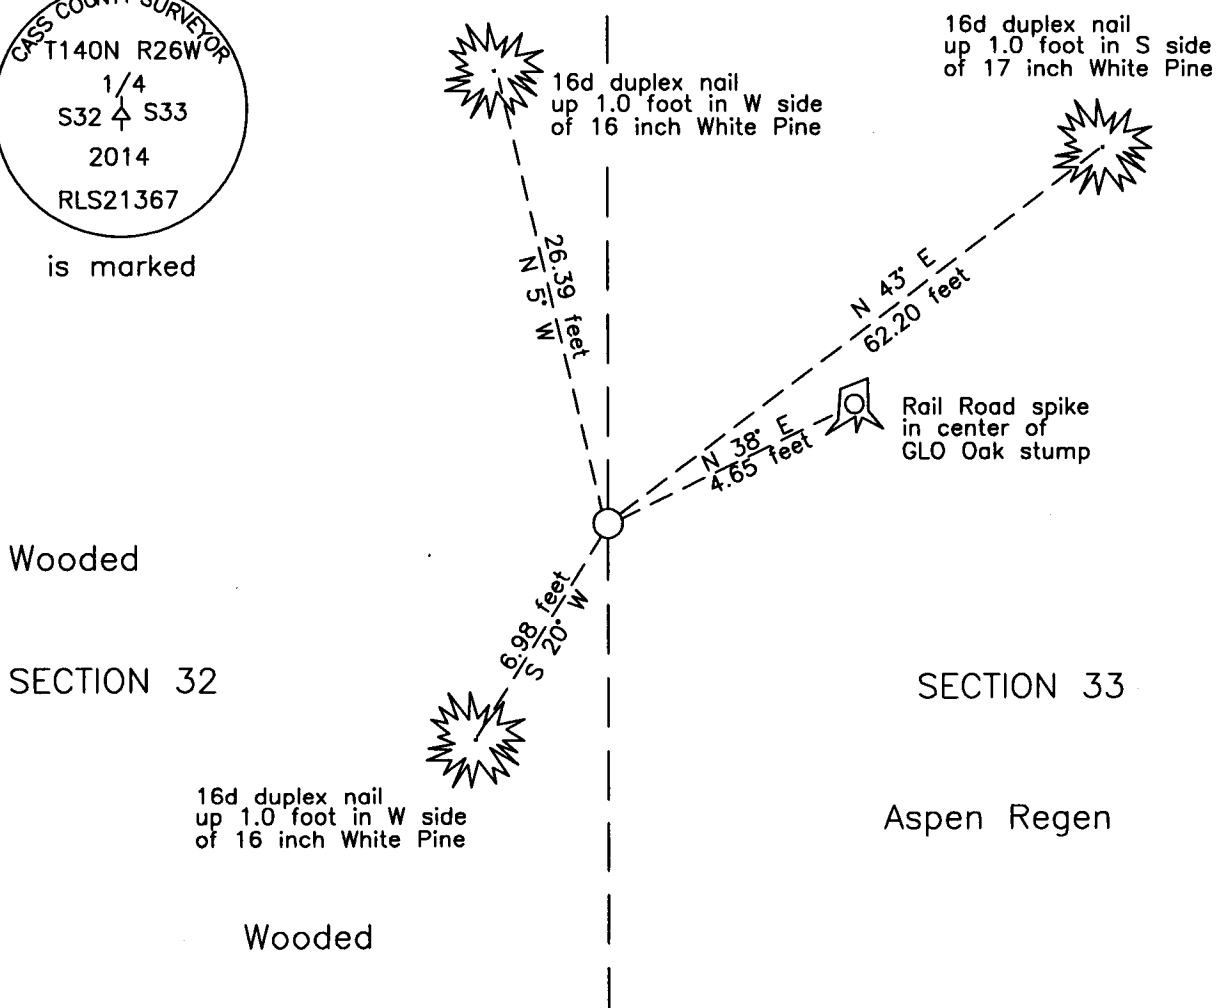 CASS COUNTY SURVEYOR
T140N R26W
1/4
S32 S33
2014
RLS21367
is marked
16d duplex nail
up 1.0 foot in W side
of 16 inch White Pine
16d duplex nail
up 1.0 foot in S side
of 17 inch White Pine
26.39 feet
N 5° W
N 43° E
62.20 feet
N 38° E
4.65 feet
Rail Road spike
in center of
GLO Oak stump
Wooded
6.98 feet
S 20° W
SECTION 32
SECTION 33
16d duplex nail
up 1.0 foot in W side
of 16 inch White Pine
Aspen Regen
Wooded